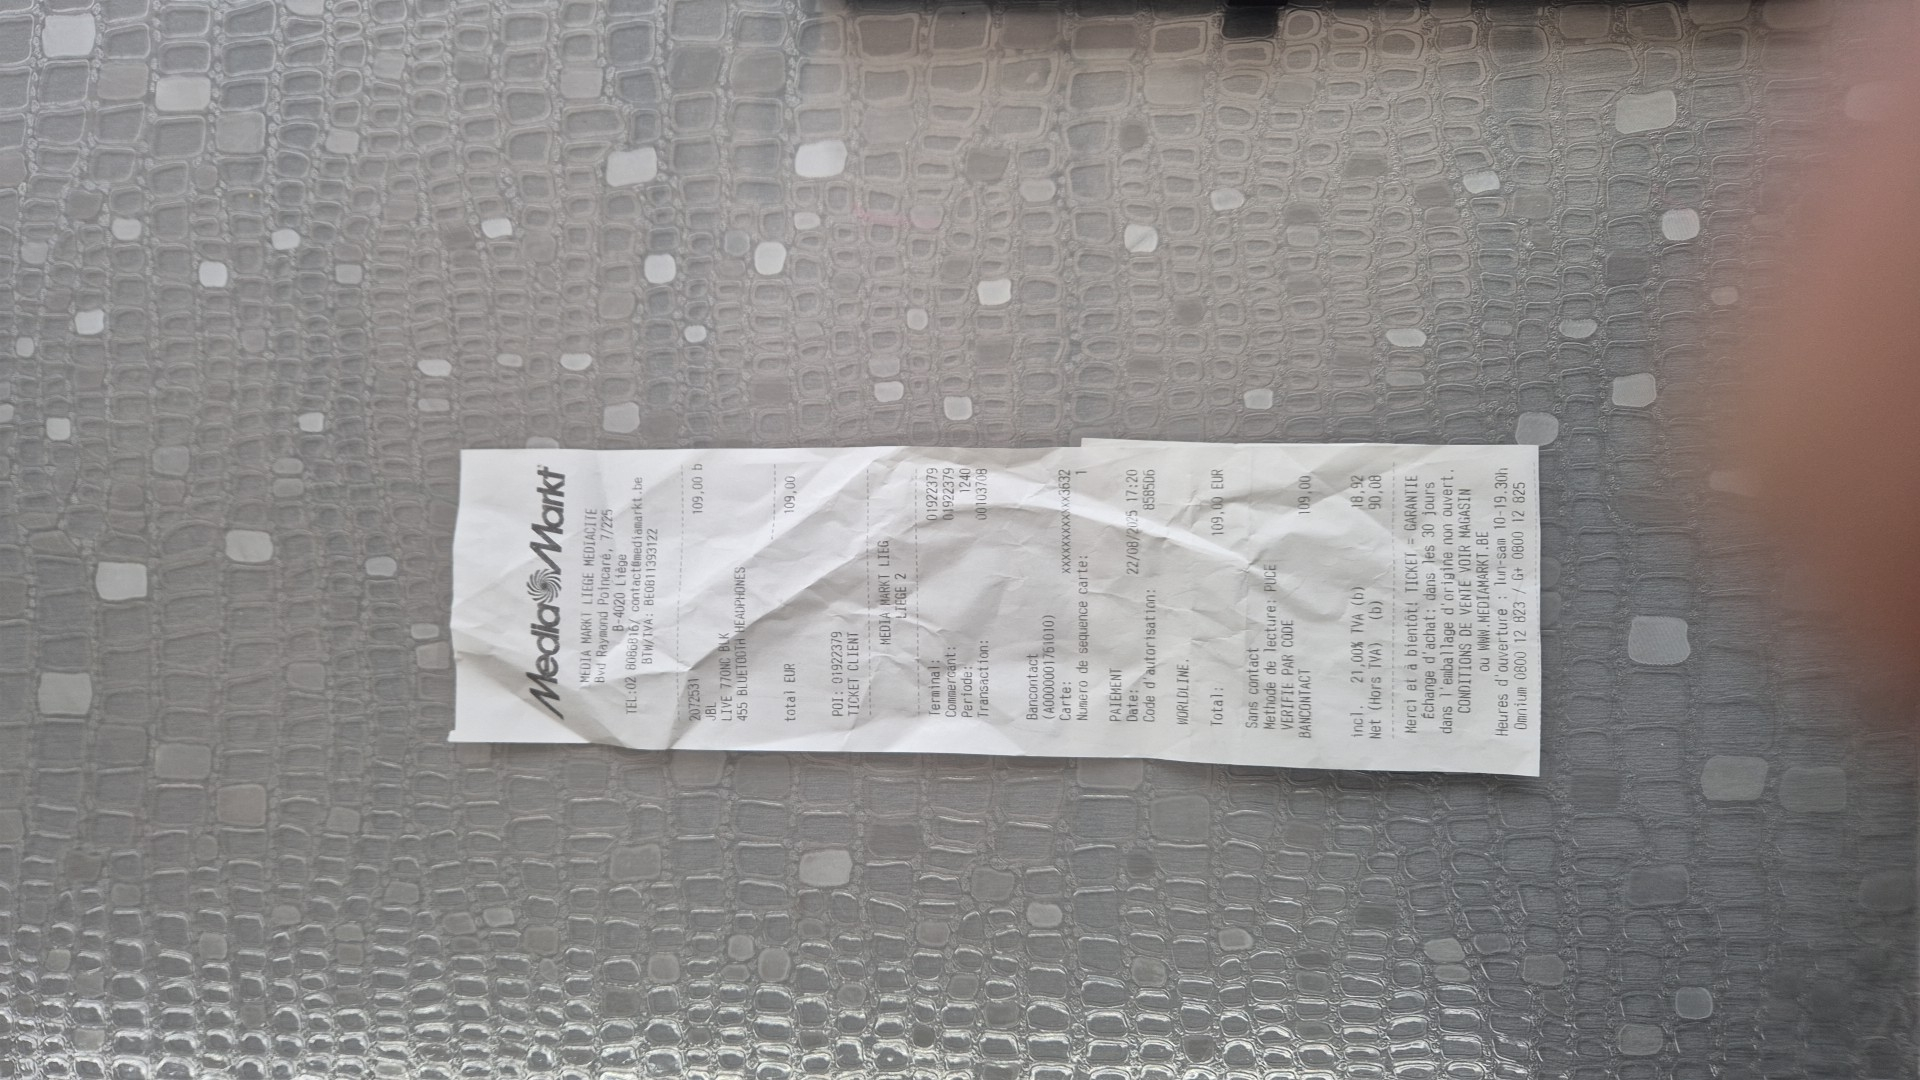 MediaMarkt
MEDIA MARKT LIEGE MEDIACITE
Bvd Raymond Poincaré, 7/225
B-4020 Liège
TEL:02 8086816/ contact@mediamarkt.be
BTW/TVA: BE0811393122
2072531 109,00 b
JBL
LIVE 770NC BLK
455 BLUETOOTH HEADPHONES
total EUR 109,00
POI: 01922379
TICKET CLIENT
MEDIA MARKT LIEG
LIEGE 2
Terminal: 01922379
Commercant: 01922379
Periode: 1240
Transaction: 00103708
Bancontact
(A0000001761010)
Carte: xxxxxxxxxxxxx3632
Numero de sequence carte: 1
PAIEMENT
Date: 22/08/2025 17:20
Code d'autorisation: 858506
WORLDLINE.
Total: 109,00 EUR
Sans contact
Methode de lecture: PUCE
VERIFIE PAR CODE
BANCONTACT 109,00
incl. 21,00% TVA (b) 18,92
Net (Hors TVA) (b) 90,08
Merci et à bientôt! TICKET = GARANTIE
Échange d'achat: dans les 30 jours
dans l'emballage d'origine non ouvert.
CONDITIONS DE VENTE VOIR MAGASIN
ou WWW.MEDIAMARKT.BE
Heures d'ouverture : lun-sam 10-19.30h
Omnium 0800 12 823 / G+ 0800 12 825